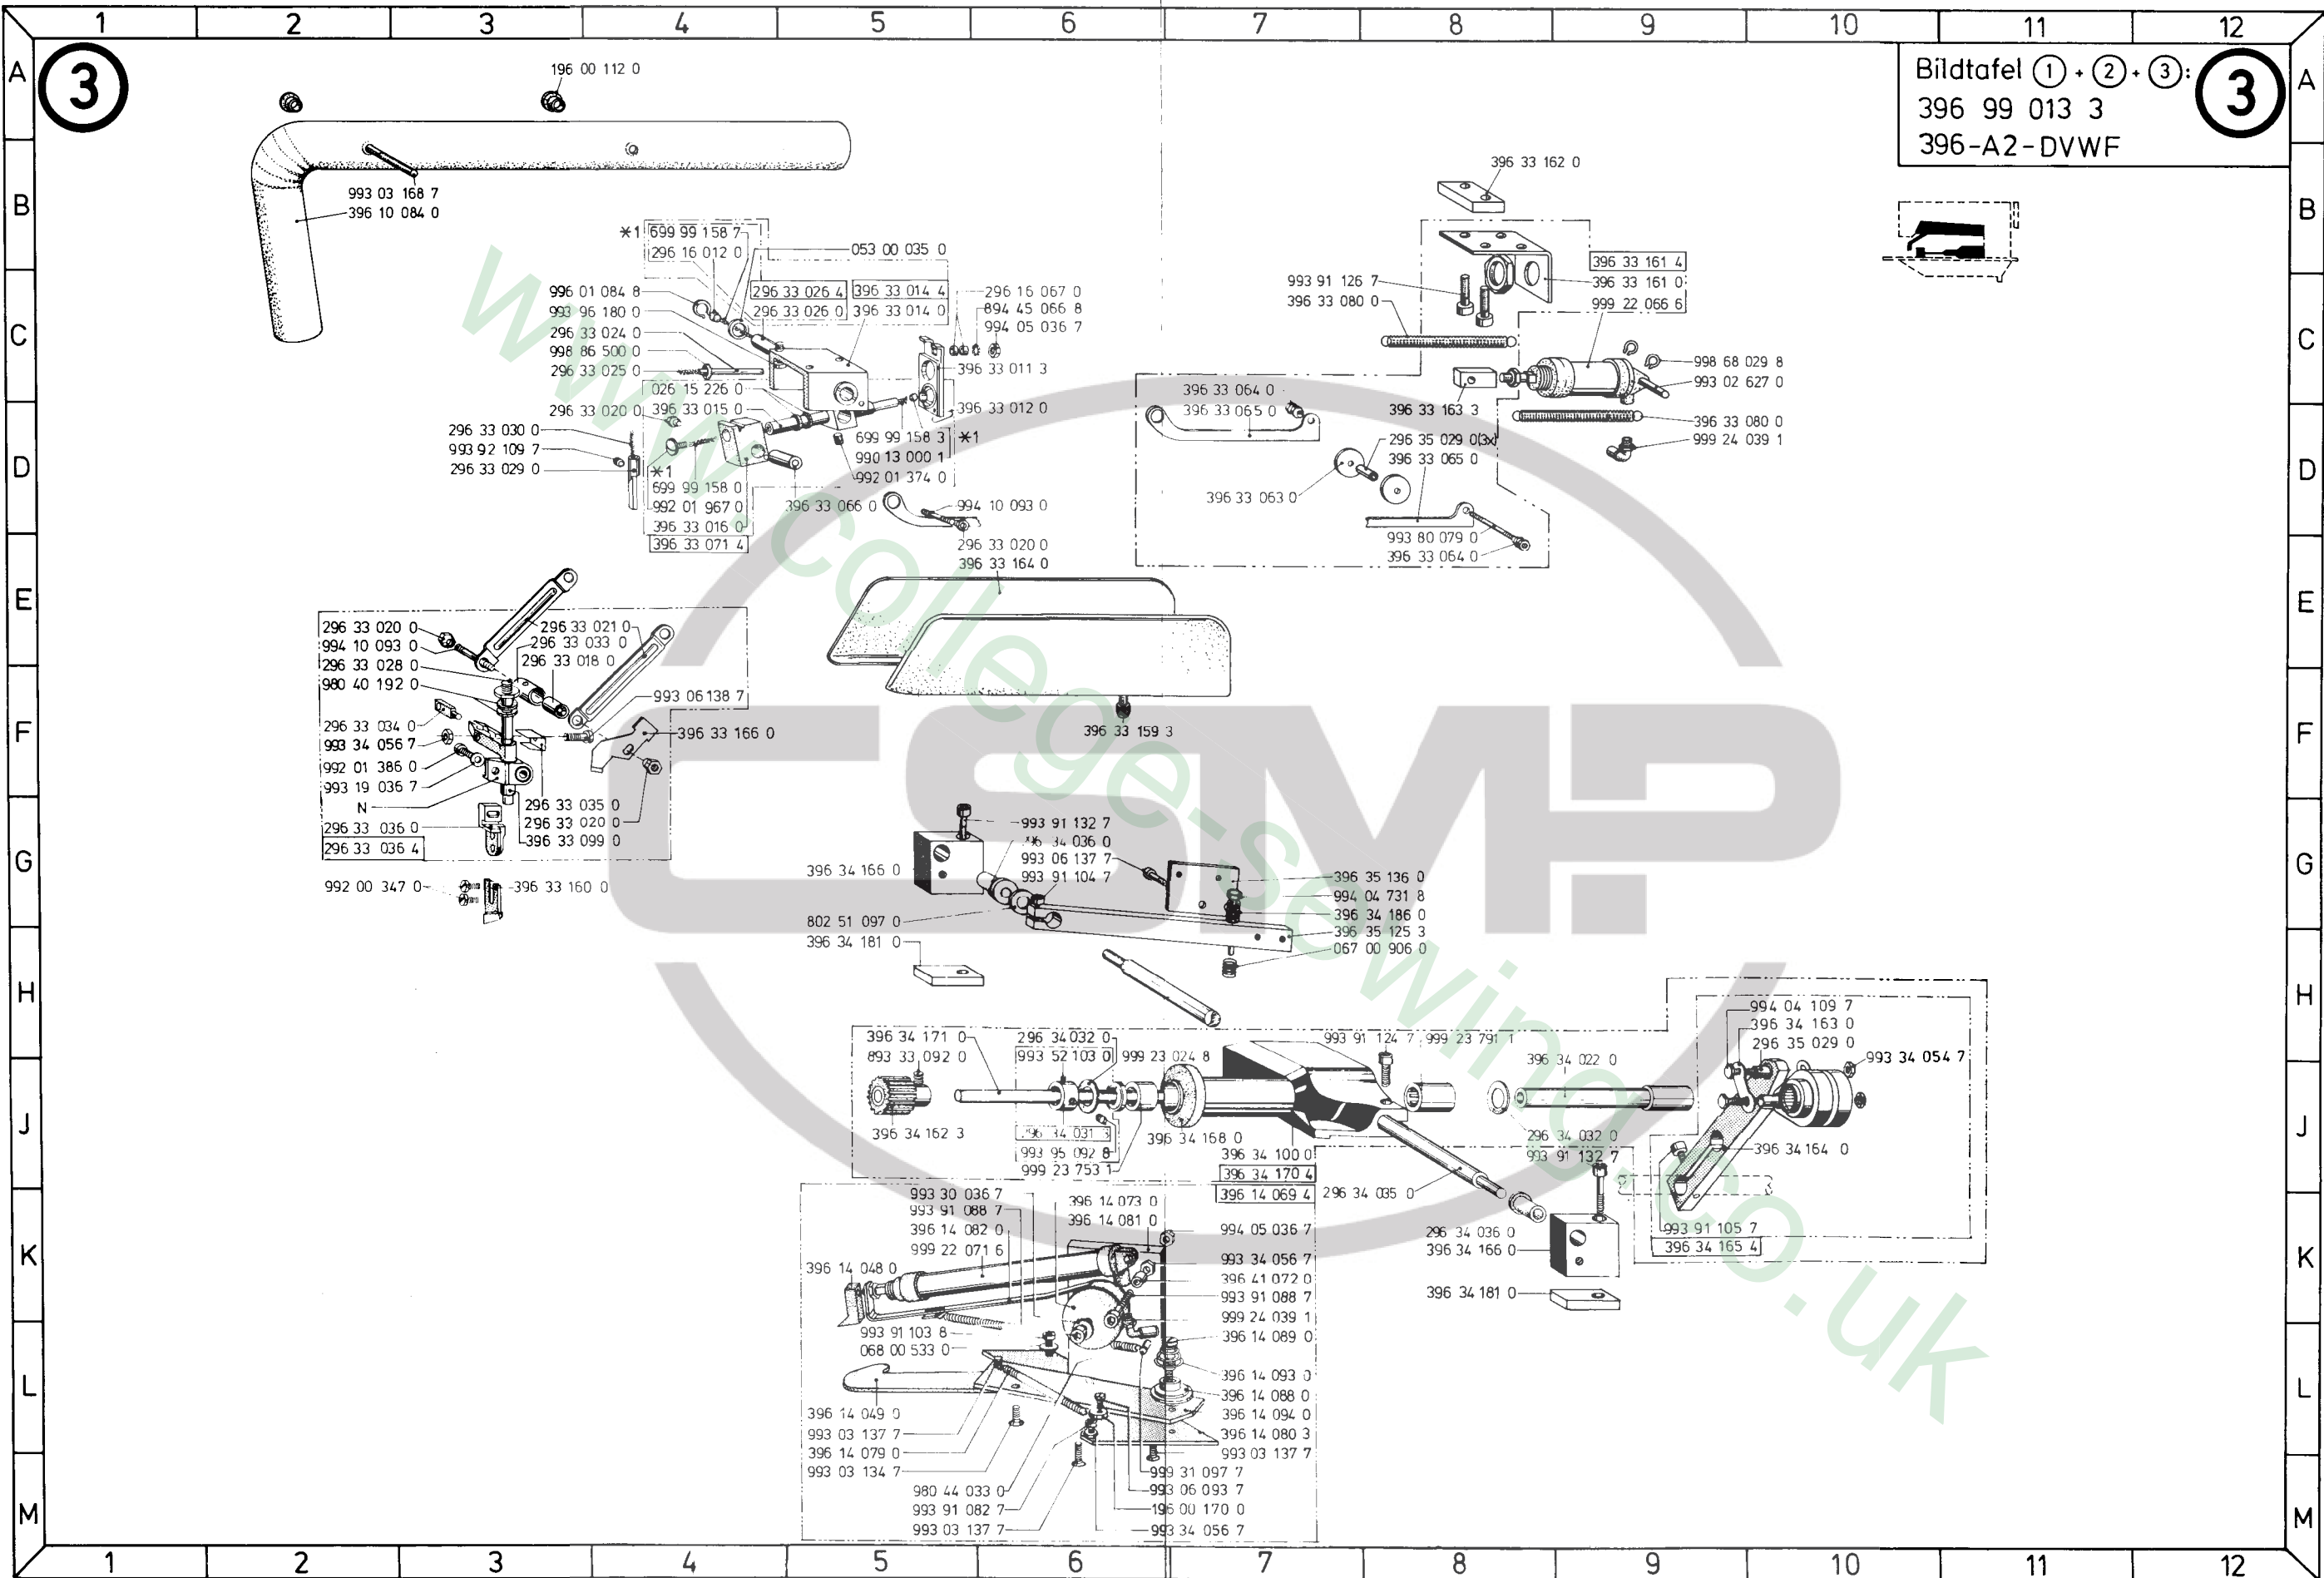 1 2 3 4 5 6 7 8 9 10 11 12
A
B
C
D
E
F
G
H
J
K
L
M
3
Bildtafel 1 + 2 + 3:
396 99 013 3
396-A2-DVWF
3
196 00 112 0
993 03 168 7
396 10 084 0
*1 699 99 158 7
296 16 012 0
053 00 035 0
296 33 026 4
396 33 014 4
296 33 026 0
396 33 014 0
996 01 084 8
993 96 180 0
296 33 024 0
998 86 500 0
296 33 025 0
296 16 067 0
894 45 066 8
994 05 036 7
396 33 011 3
396 33 012 0
026 15 226 0
296 33 020 0
396 33 015 0
296 33 030 0
993 92 109 7
296 33 029 0
699 99 158 3 *1
990 13 000 1
992 01 374 0
*1
699 99 158 0
992 01 967 0
396 33 016 0
396 33 071 4
396 33 066 0
994 10 093 0
296 33 020 0
396 33 164 0
396 33 162 0
993 91 126 7
396 33 080 0
396 33 161 4
396 33 161 0
999 22 066 6
998 68 029 8
993 02 627 0
396 33 163 3
396 33 080 0
999 24 039 1
396 33 064 0
396 33 065 0
296 35 029 0(3x)
396 33 065 0
396 33 063 0
993 80 079 0
396 33 064 0
296 33 020 0
994 10 093 0
296 33 028 0
980 40 192 0
296 33 034 0
993 34 056 7
992 01 386 0
993 19 036 7
N
296 33 036 0
296 33 036 4
296 33 021 0
296 33 033 0
296 33 018 0
993 06 138 7
396 33 166 0
296 33 035 0
296 33 020 0
396 33 099 0
992 00 347 0
396 33 160 0
396 33 159 3
993 91 132 7
396 34 166 0
993 06 137 7
993 91 104 7
802 51 097 0
396 34 181 0
396 35 136 0
994 04 731 8
396 34 186 0
396 35 125 3
067 00 906 0
396 34 171 0
893 33 092 0
396 34 162 3
296 34 032 0
993 52 103 0
999 23 024 8
993 95 092 8
999 23 753 1
396 34 168 0
396 34 100 0
396 34 170 4
396 14 069 4
993 91 124 7
999 23 791 1
396 34 022 0
296 34 032 0
993 91 132 7
296 34 035 0
296 34 036 0
396 34 166 0
396 34 181 0
994 04 109 7
396 34 163 0
296 35 029 0
993 34 054 7
396 34 164 0
993 91 105 7
396 34 165 4
993 30 036 7
993 91 088 7
396 14 082 0
999 22 071 6
396 14 048 0
396 14 073 0
396 14 081 0
994 05 036 7
993 34 056 7
396 41 072 0
993 91 088 7
999 24 039 1
396 14 089 0
993 91 103 8
068 00 533 0
396 14 093 0
396 14 088 0
396 14 094 0
396 14 080 3
993 03 137 7
396 14 049 0
993 03 137 7
396 14 079 0
993 03 134 7
980 44 033 0
993 91 082 7
993 03 137 7
999 31 097 7
993 06 093 7
196 00 170 0
993 34 056 7
CSMP
www.college-sewing.co.uk
A
B
C
D
E
F
G
H
J
K
L
M
1 2 3 4 5 6 7 8 9 10 11 12